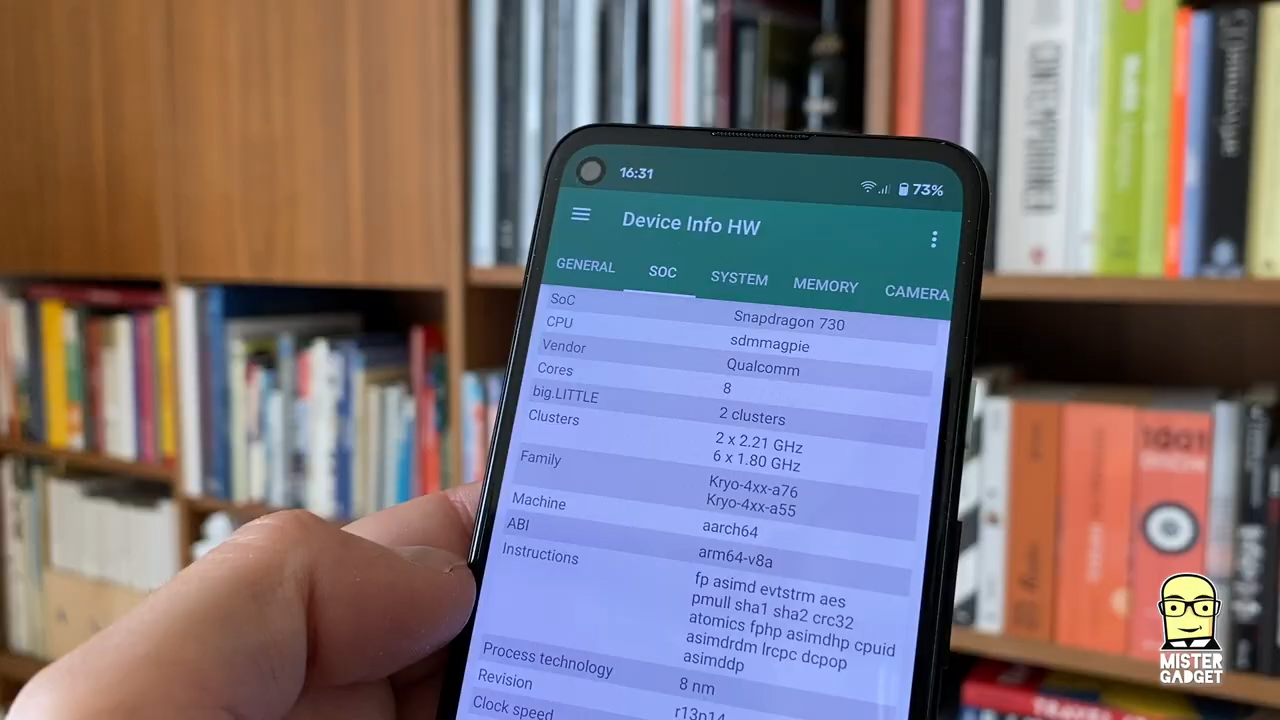 16:31
73%
Device Info HW
GENERAL SOC SYSTEM MEMORY CAMERA
SoC Snapdragon 730
CPU sdmmagpie
Vendor Qualcomm
Cores 8
big.LITTLE 2 clusters
Clusters 2 x 2.21 GHz
6 x 1.80 GHz
Family Kryo-4xx-a76
Kryo-4xx-a55
Machine aarch64
ABI arm64-v8a
Instructions fp asimd evtstrm aes
pmull sha1 sha2 crc32
atomics fphp asimdhp cpuid
asimdrdm lrcpc dcpop
asimddp
Process technology 8 nm
Revision r13p14
Clock speed
1001
MISTER
GADGET